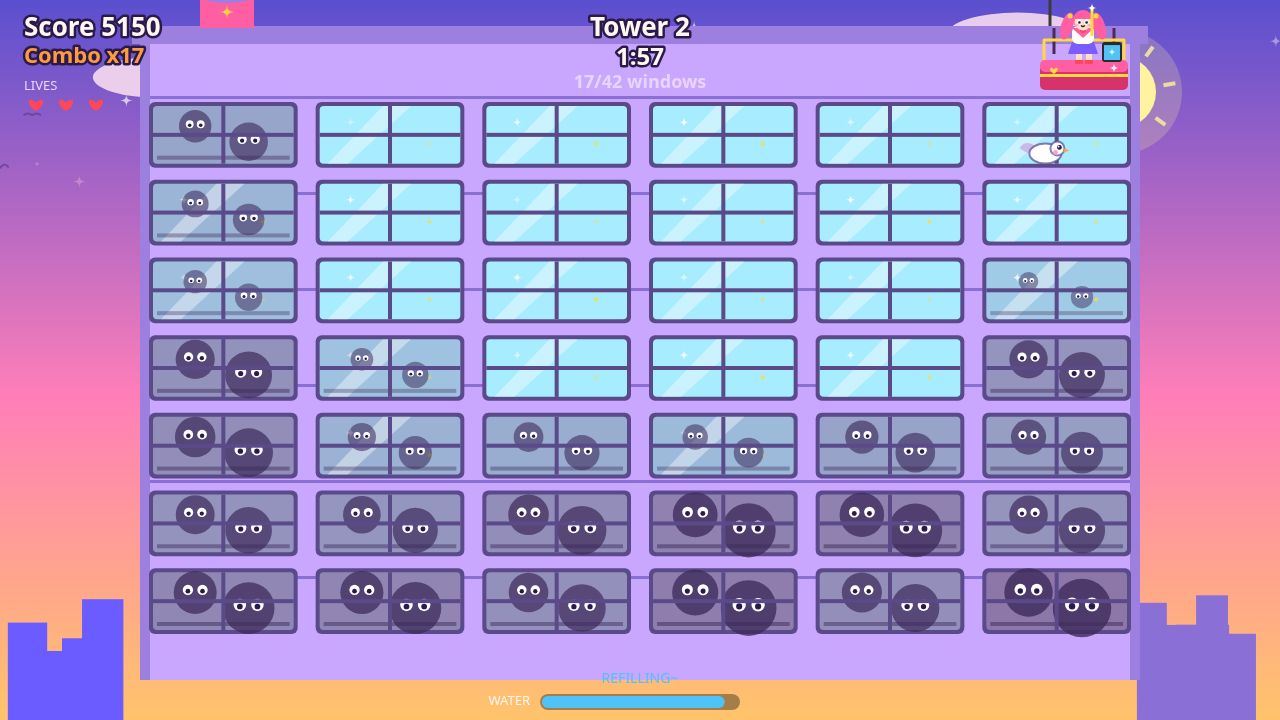 Score 5150
Combo x17
LIVES
Tower 2
1:57
17/42 windows
REFILLING~
WATER